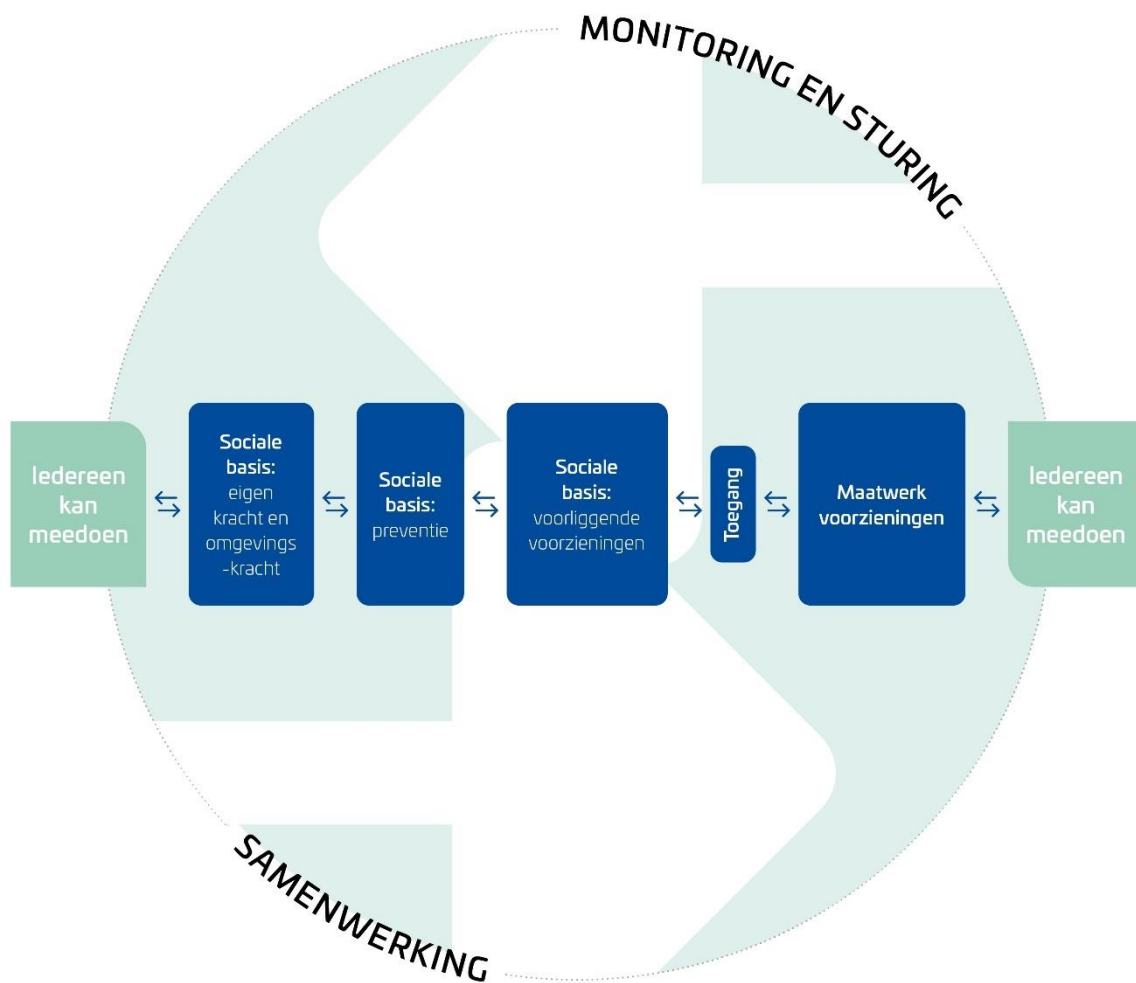 MONITORING EN STURING
Iedereen
kan
meedoen
Sociale
basis:
eigen
kracht en
omgevings
-kracht
Sociale
basis:
preventie
Sociale
basis:
voorliggende
voorzieningen
Toegang
Maatwerk
voorzieningen
Iedereen
kan
meedoen
SAMENWERKING